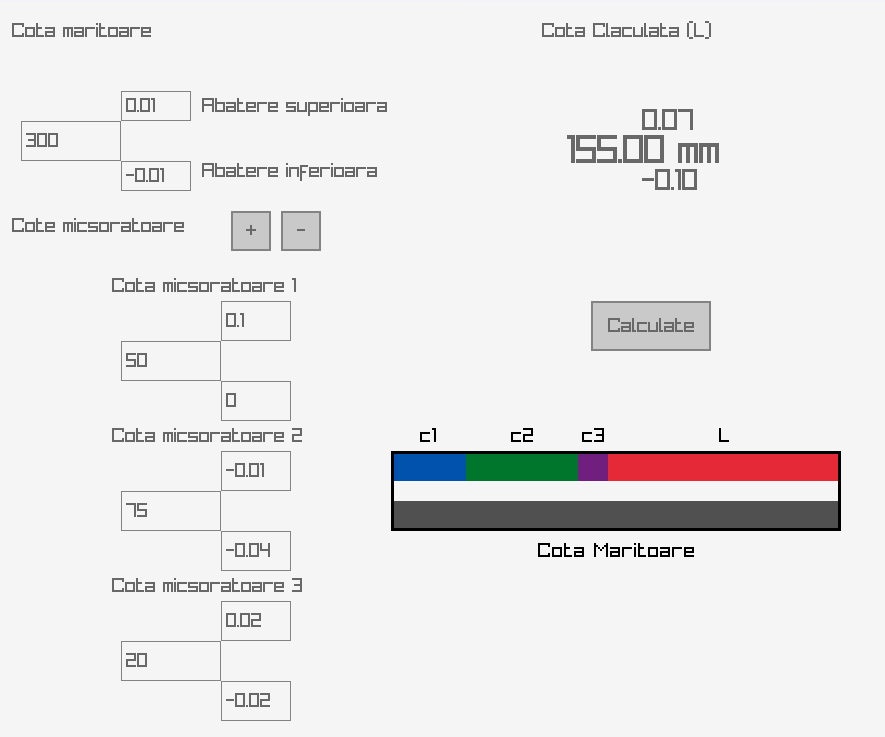 Cota maritoare
0.01
Abatere superioara
300
-0.01
Abatere inferioara
Cote micsoratoare
+
-
Cota micsoratoare 1
0.1
50
0
Cota micsoratoare 2
-0.01
75
-0.04
Cota micsoratoare 3
0.02
20
-0.02
Cota Claculata (L)
0.07
155.00 mm
-0.10
Calculate
c1 c2 c3 L
Cota Maritoare